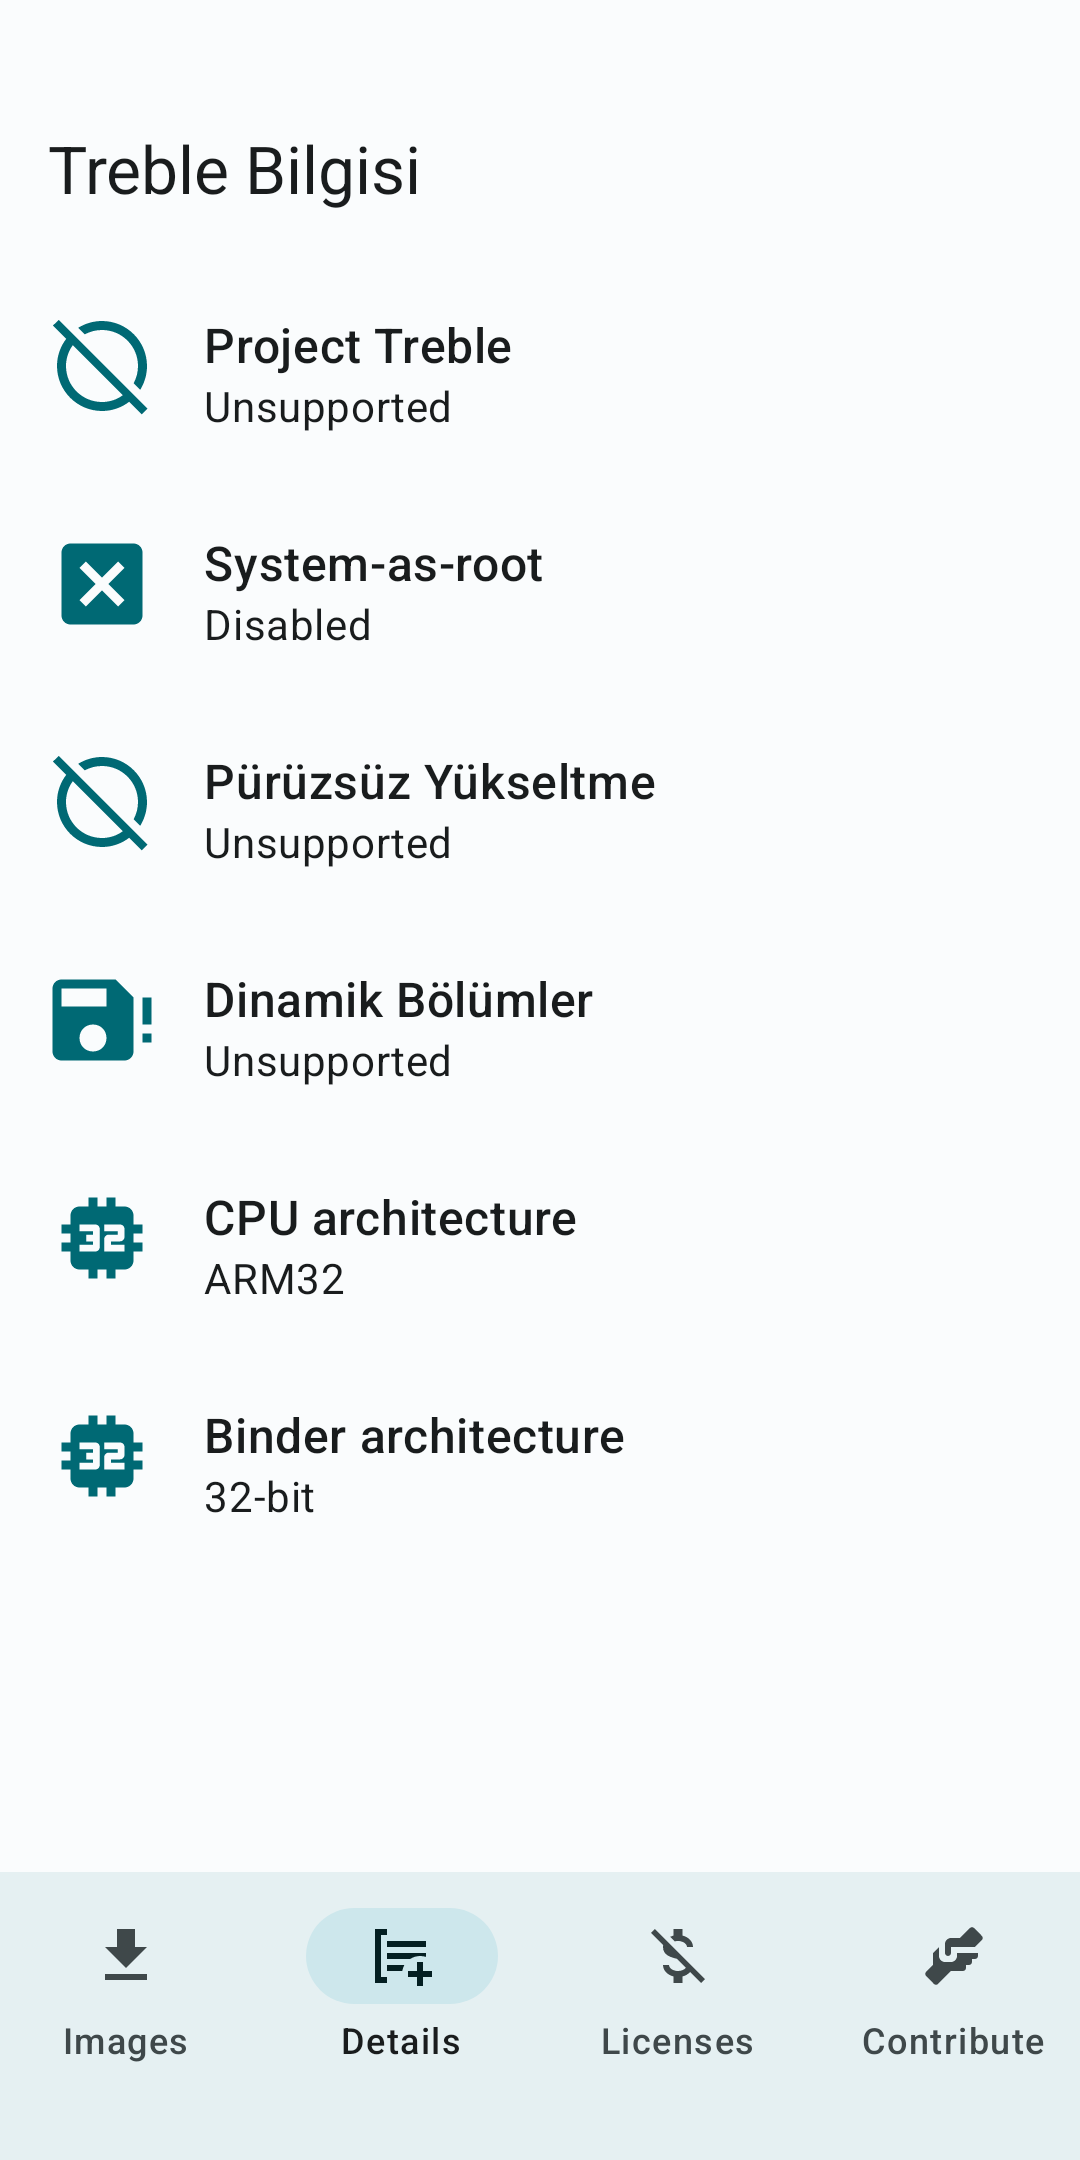 Treble Bilgisi
Project Treble
Unsupported
System-as-root
Disabled
Pürüzsüz Yükseltme
Unsupported
Dinamik Bölümler
Unsupported
32
CPU architecture
ARM32
32
Binder architecture
32-bit
Images
Details
Licenses
Contribute